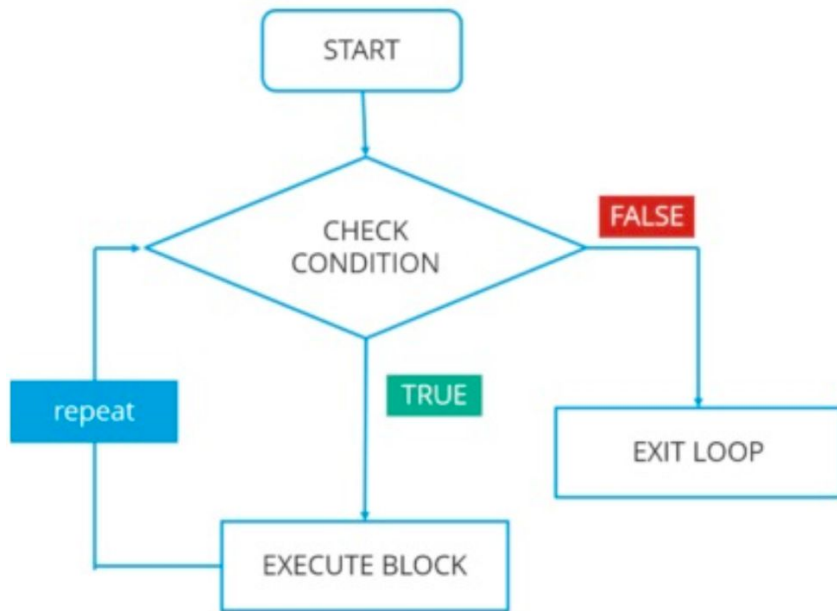 START
CHECK
CONDITION
FALSE
TRUE
repeat
EXIT LOOP
EXECUTE BLOCK